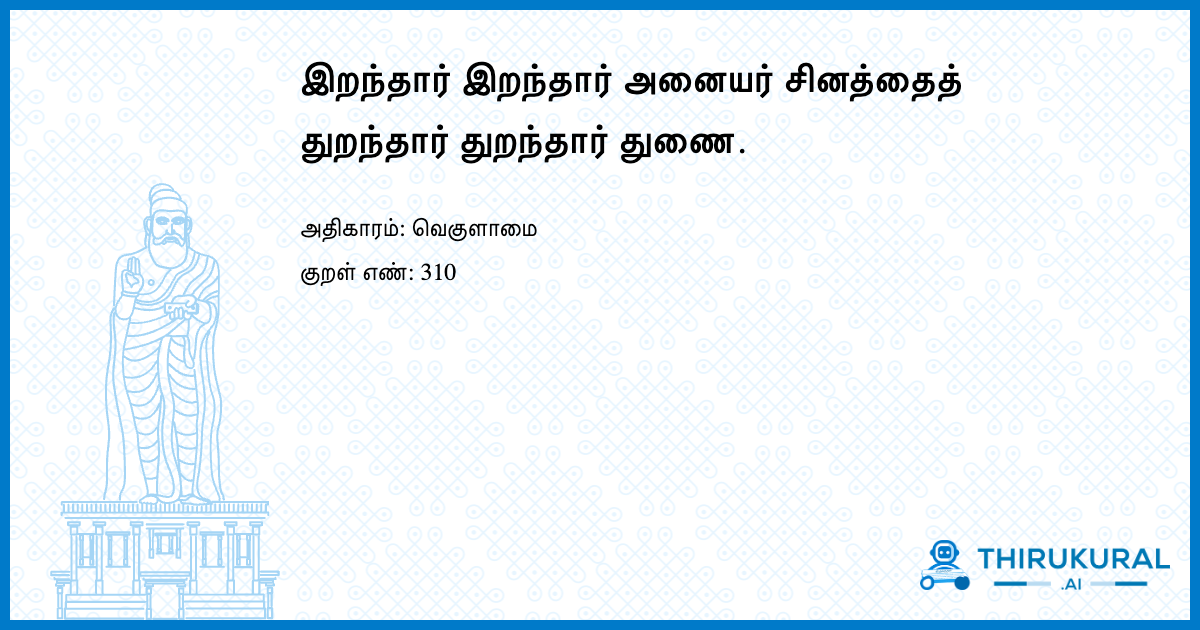 இறந்தார் இறந்தார் அனையர் சினத்தைத்
துறந்தார் துறந்தார் துணை.
அதிகாரம்: வெகுளாமை
குறள் எண்: 310
THIRUKURAL
.AI